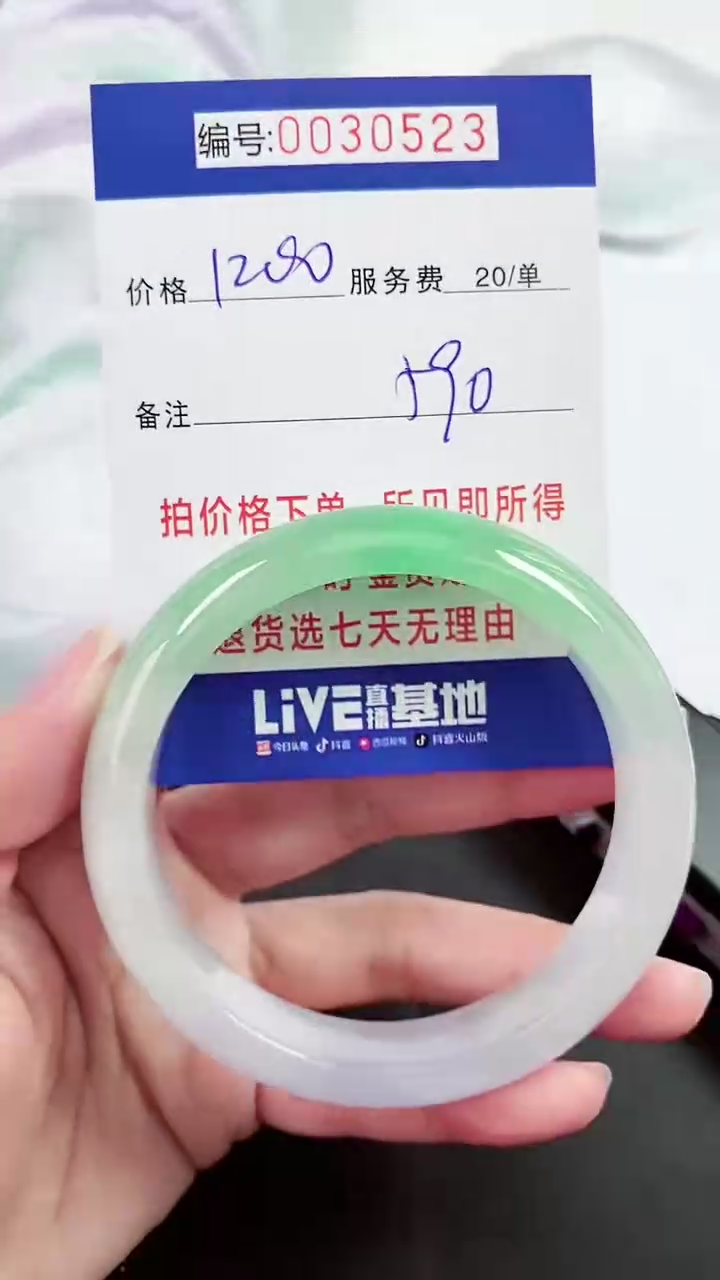 编号:0030523
价格 1280 服务费 20/单
备注 590
拍价格下单 所见即所得
退货选七天无理由
LiVE直播基地
今日头条 抖音 西瓜视频 抖音火山版